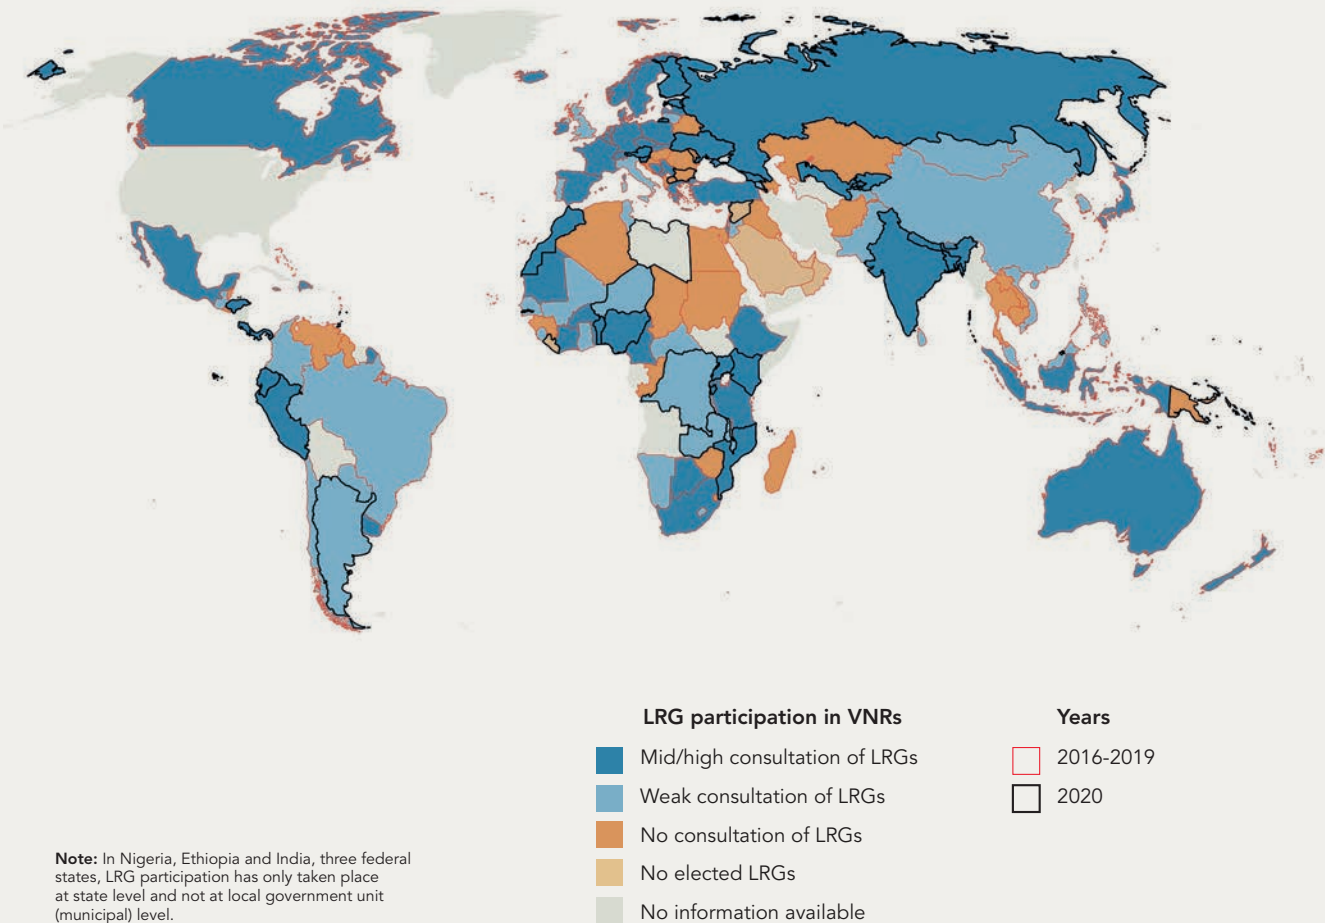 LRG participation in VNRs
Mid/high consultation of LRGs
Weak consultation of LRGs
No consultation of LRGs
No elected LRGs
No information available
Years
2016-2019
2020
Note: In Nigeria, Ethiopia and India, three federal
states, LRG participation has only taken place
at state level and not at local government unit
(municipal) level.